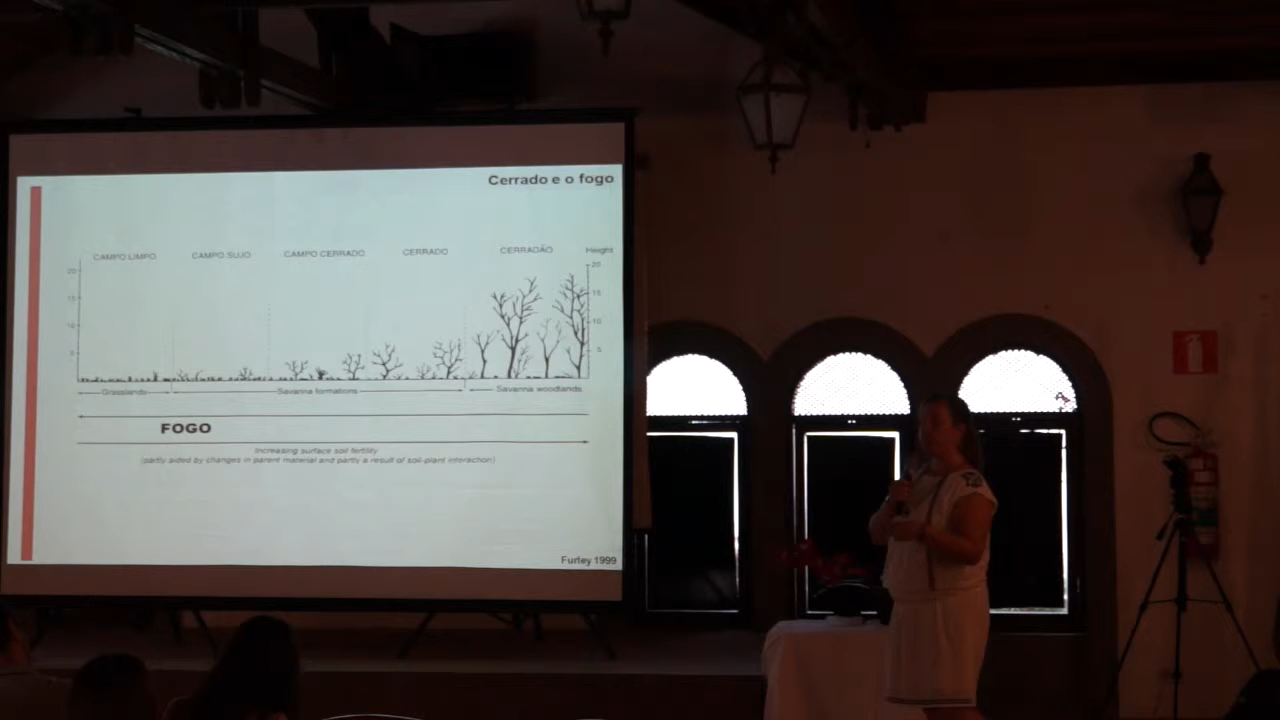 Cerrado e o fogo
CAMPO LIMPO CAMPO SUJO CAMPO CERRADO CERRADO CERRADÃO Height
20 20
15 15
10 10
5 5
Grasslands Savanna formations Savanna woodlands
FOGO
Increasing surface soil fertility
(partly aided by changes in parent material and partly a result of soil-plant interaction)
Furley 1999